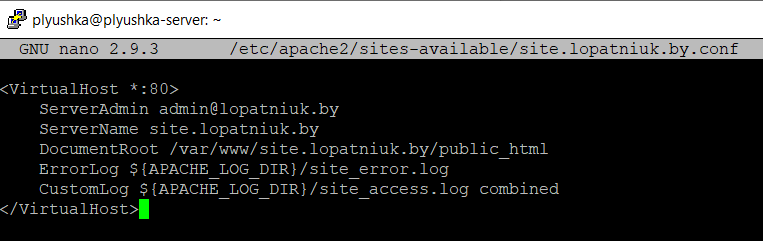 plyushka@plyushka-server: ~
GNU nano 2.9.3 /etc/apache2/sites-available/site.lopatniuk.by.conf
<VirtualHost *:80>
ServerAdmin admin@lopatniuk.by
ServerName site.lopatniuk.by
DocumentRoot /var/www/site.lopatniuk.by/public_html
ErrorLog ${APACHE_LOG_DIR}/site_error.log
CustomLog ${APACHE_LOG_DIR}/site_access.log combined
</VirtualHost>